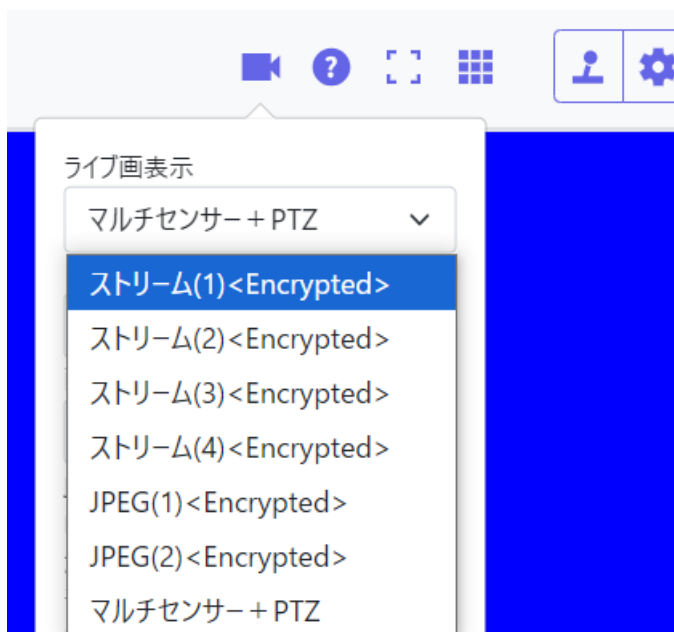 ライブ画表示
マルチセンサー＋PTZ
ストリーム(1)<Encrypted>
ストリーム(2)<Encrypted>
ストリーム(3)<Encrypted>
ストリーム(4)<Encrypted>
JPEG(1)<Encrypted>
JPEG(2)<Encrypted>
マルチセンサー＋PTZ